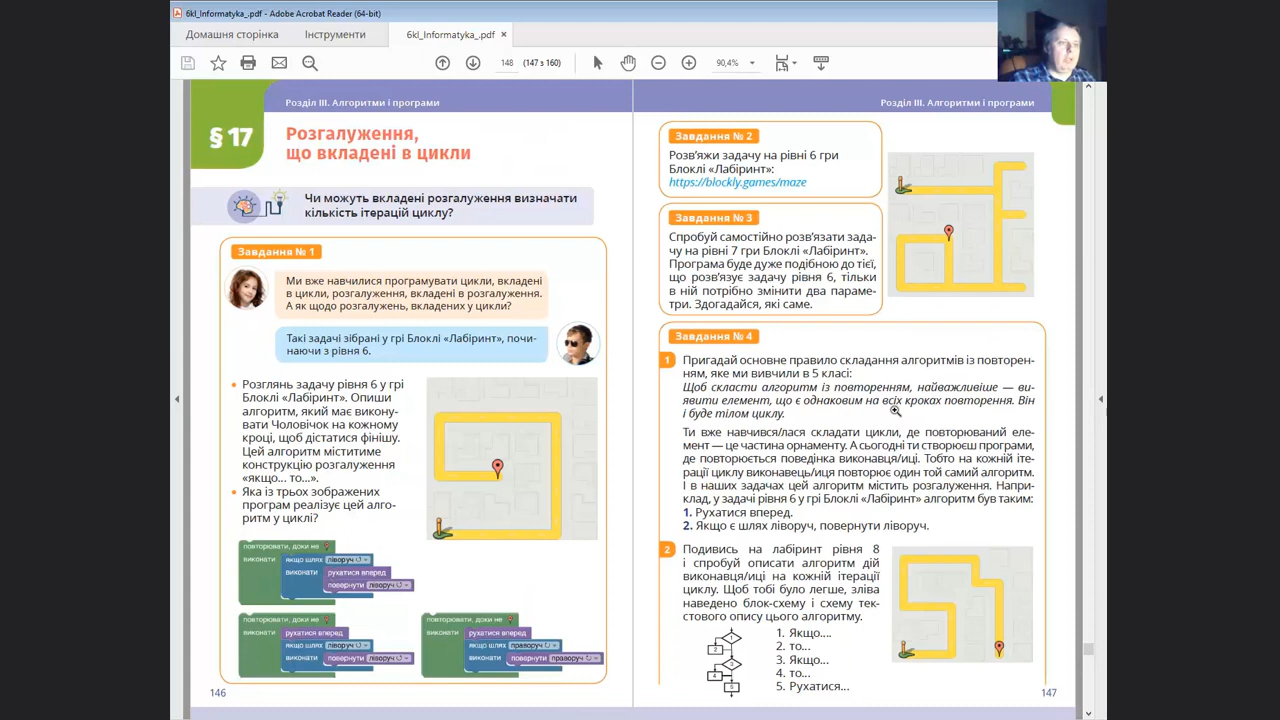 6kl_Informatyka_.pdf - Adobe Acrobat Reader (64-bit)
Домашня сторінка
Інструменти
6kl_Informatyka_.pdf ×
148
(147 з 160)
90,4%
Розділ ІІІ. Алгоритми і програми
§ 17
Розгалуження,
що вкладені в цикли
Чи можуть вкладені розгалуження визначати
кількість ітерацій циклу?
Завдання № 1
Ми вже навчилися програмувати цикли, вкладені
в цикли, розгалуження, вкладені в розгалуження.
А як щодо розгалужень, вкладених у цикли?
Такі задачі зібрані у грі Блоклі «Лабіринт», почи-
наючи з рівня 6.
• Розглянь задачу рівня 6 у грі
Блоклі «Лабіринт». Опиши
алгоритм, який має викону-
вати Чоловічок на кожному
кроці, щоб дістатися фінішу.
Цей алгоритм міститиме
конструкцію розгалуження
«якщо... то...».
• Яка із трьох зображених
програм реалізує цей алго-
ритм у циклі?
повторювати, доки не
виконати якщо шлях ліворуч
виконати рухатися вперед
повернути ліворуч
повторювати, доки не
виконати рухатися вперед
якщо шлях ліворуч
виконати повернути ліворуч
повторювати, доки не
виконати рухатися вперед
якщо шлях праворуч
виконати повернути праворуч
146
Розділ ІІІ. Алгоритми і програми
Завдання № 2
Розв’яжи задачу на рівні 6 гри
Блоклі «Лабіринт»:
https://blockly.games/maze
Завдання № 3
Спробуй самостійно розв’язати зада-
чу на рівні 7 гри Блоклі «Лабіринт».
Програма буде дуже подібною до тієї,
що розв’язує задачу рівня 6, тільки
в ній потрібно змінити два параме-
три. Здогадайся, які саме.
Завдання № 4
1 Пригадай основне правило складання алгоритмів із повторен-
ням, яке ми вивчили в 5 класі:
Щоб скласти алгоритм із повторенням, найважливіше — ви-
явити елемент, що є однаковим на всіх кроках повторення. Він
і буде тілом циклу.
Ти вже навчився/лася складати цикли, де повторюваний еле-
мент — це частина орнаменту. А сьогодні ти створюєш програми,
де повторюється поведінка виконавця/иці. Тобто на кожній іте-
рації циклу виконавець/иця повторює один той самий алгоритм.
І в наших задачах цей алгоритм містить розгалуження. Напри-
клад, у задачі рівня 6 у грі Блоклі «Лабіринт» алгоритм був таким:
1. Рухатися вперед.
2. Якщо є шлях ліворуч, повернути ліворуч.
2 Подивись на лабіринт рівня 8
і спробуй описати алгоритм дій
виконавця/иці на кожній ітерації
циклу. Щоб тобі було легше, зліва
наведено блок-схему і схему тек-
стового опису цього алгоритму.
1. Якщо....
2. то...
3. Якщо...
4. то...
5. Рухатися...
147